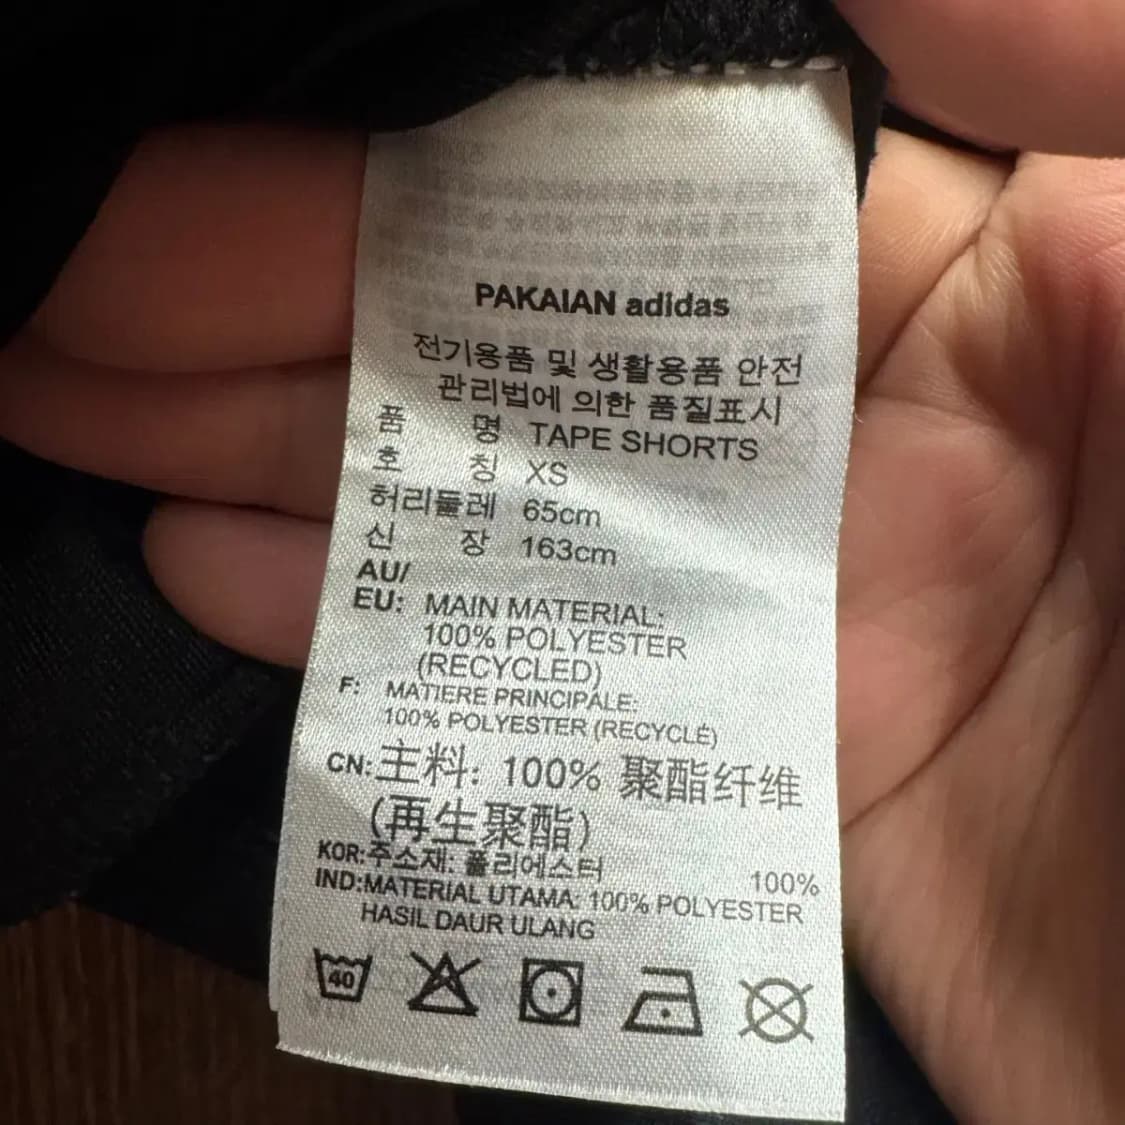 PAKAIAN adidas
전기용품 및 생활용품 안전
관리법에 의한 품질표시
품 명 TAPE SHORTS
호 칭 XS
허리둘레 65cm
신 장 163cm
AU/
EU: MAIN MATERIAL:
100% POLYESTER
(RECYCLED)
F: MATIERE PRINCIPALE:
100% POLYESTER (RECYCLÉ)
CN:主料: 100% 聚酯纤维
(再生聚酯)
KOR:주소재: 폴리에스터 100%
IND:MATERIAL UTAMA: 100% POLYESTER
HASIL DAUR ULANG
40